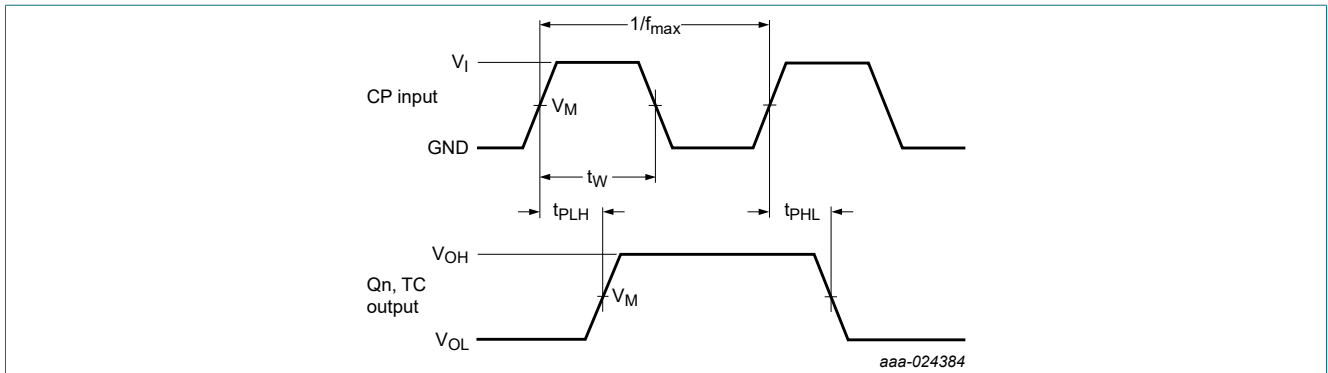 1/fmax
VI
CP input
VM
GND
tW
tPLH
tPHL
VOH
Qn, TC
output
VM
VOL
aaa-024384